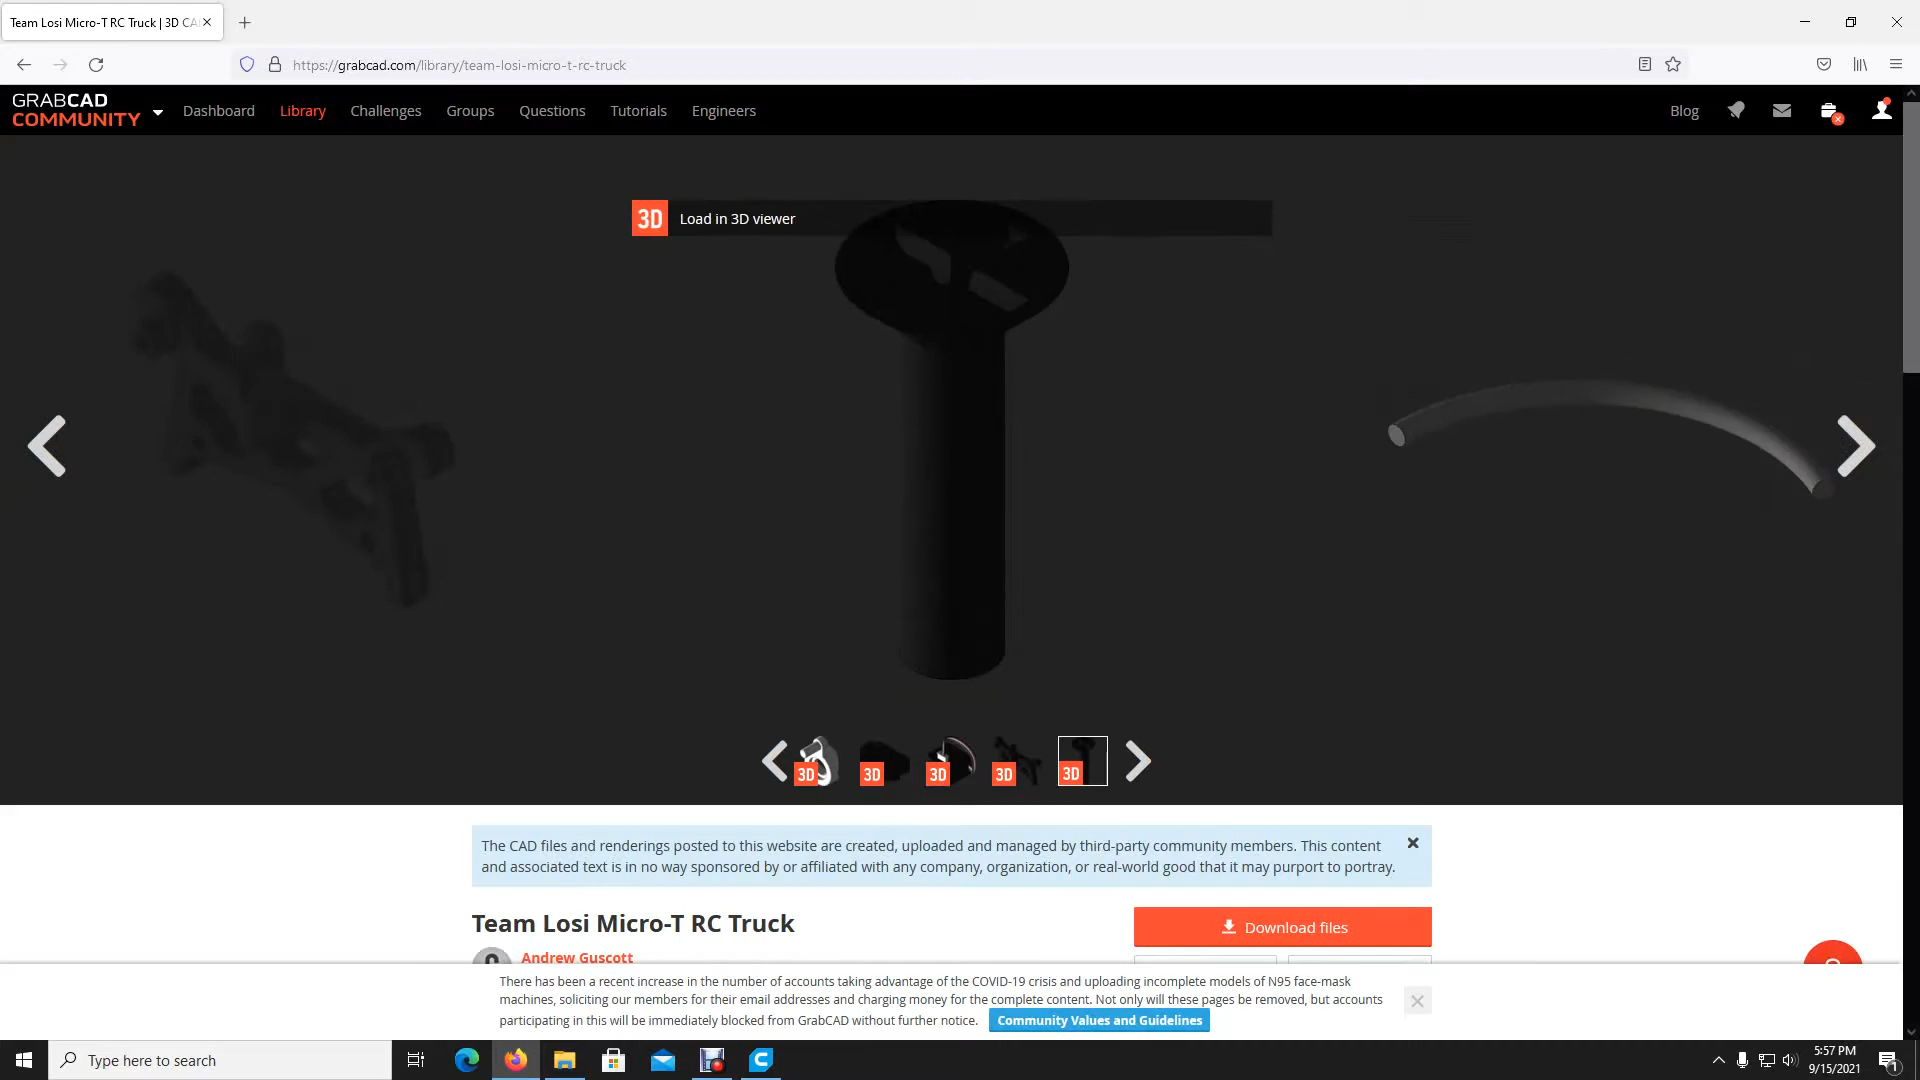 Team Losi Micro-T RC Truck | 3D CA
https://grabcad.com/library/team-losi-micro-t-rc-truck
GRABCAD
COMMUNITY
Dashboard
Library
Challenges
Groups
Questions
Tutorials
Engineers
Blog
3D
Load in 3D viewer
3D
3D
3D
3D
3D
The CAD files and renderings posted to this website are created, uploaded and managed by third-party community members. This content
and associated text is in no way sponsored by or affiliated with any company, organization, or real-world good that it may purport to portray.
Team Losi Micro-T RC Truck
Download files
Andrew Guscott
There has been a recent increase in the number of accounts taking advantage of the COVID-19 crisis and uploading incomplete models of N95 face-mask
machines, soliciting our members for their email addresses and charging money for the complete content. Not only will these pages be removed, but accounts
participating in this will be immediately blocked from GrabCAD without further notice.
Community Values and Guidelines
Type here to search
5:57 PM
9/15/2021
1